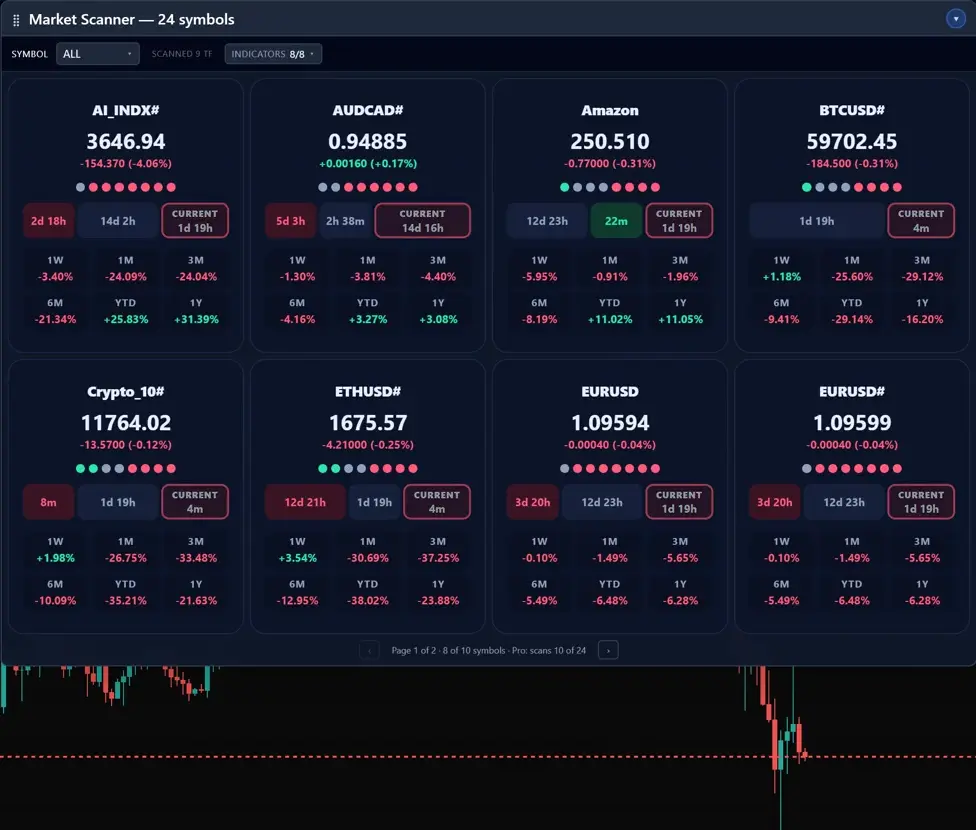 Market Scanner — 24 symbols
SYMBOL ALL SCANNED 9 TF INDICATORS 8/8
AI_INDX#
3646.94
-154.370 (-4.06%)
2d 18h 14d 2h CURRENT 1d 19h
1W 1M 3M
-3.40% -24.09% -24.04%
6M YTD 1Y
-21.34% +25.83% +31.39%
AUDCAD#
0.94885
+0.00160 (+0.17%)
5d 3h 2h 38m CURRENT 14d 16h
1W 1M 3M
-1.30% -3.81% -4.40%
6M YTD 1Y
-4.16% +3.27% +3.08%
Amazon
250.510
-0.77000 (-0.31%)
12d 23h 22m CURRENT 1d 19h
1W 1M 3M
-5.95% -0.91% -1.96%
6M YTD 1Y
-8.19% +11.02% +11.05%
BTCUSD#
59702.45
-184.500 (-0.31%)
1d 19h CURRENT 4m
1W 1M 3M
+1.18% -25.60% -29.12%
6M YTD 1Y
-9.41% -29.14% -16.20%
Crypto_10#
11764.02
-13.5700 (-0.12%)
8m 1d 19h CURRENT 4m
1W 1M 3M
+1.98% -26.75% -33.48%
6M YTD 1Y
-10.09% -35.21% -21.63%
ETHUSD#
1675.57
-4.21000 (-0.25%)
12d 21h 1d 19h CURRENT 4m
1W 1M 3M
+3.54% -30.69% -37.25%
6M YTD 1Y
-12.95% -38.02% -23.88%
EURUSD
1.09594
-0.00040 (-0.04%)
3d 20h 12d 23h CURRENT 1d 19h
1W 1M 3M
-0.10% -1.49% -5.65%
6M YTD 1Y
-5.49% -6.48% -6.28%
EURUSD#
1.09599
-0.00040 (-0.04%)
3d 20h 12d 23h CURRENT 1d 19h
1W 1M 3M
-0.10% -1.49% -5.65%
6M YTD 1Y
-5.49% -6.48% -6.28%
‹ Page 1 of 2 · 8 of 10 symbols · Pro: scans 10 of 24 ›